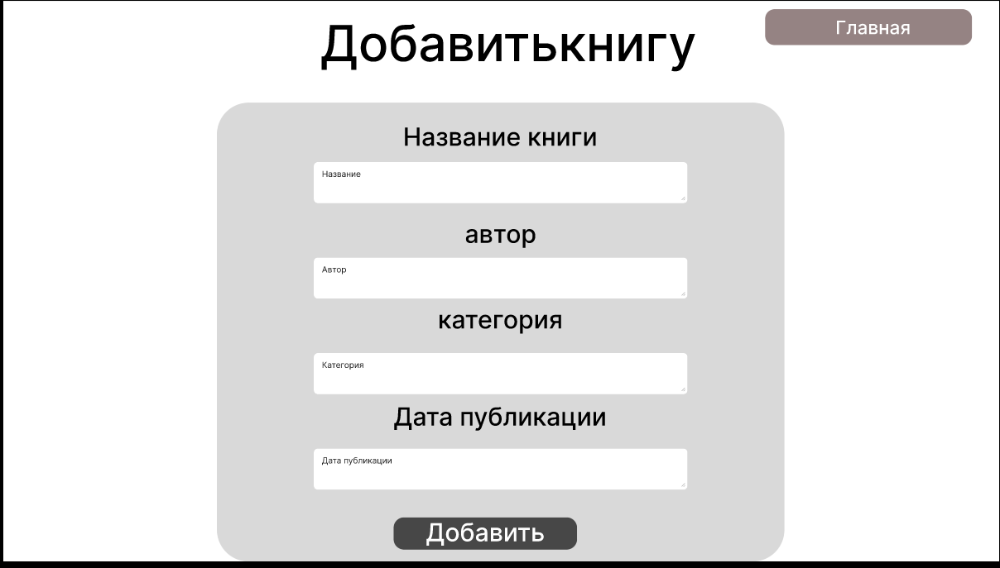 Добавитькнигу
Главная
Название книги
Название
автор
Автор
категория
Категория
Дата публикации
Дата публикации
Добавить